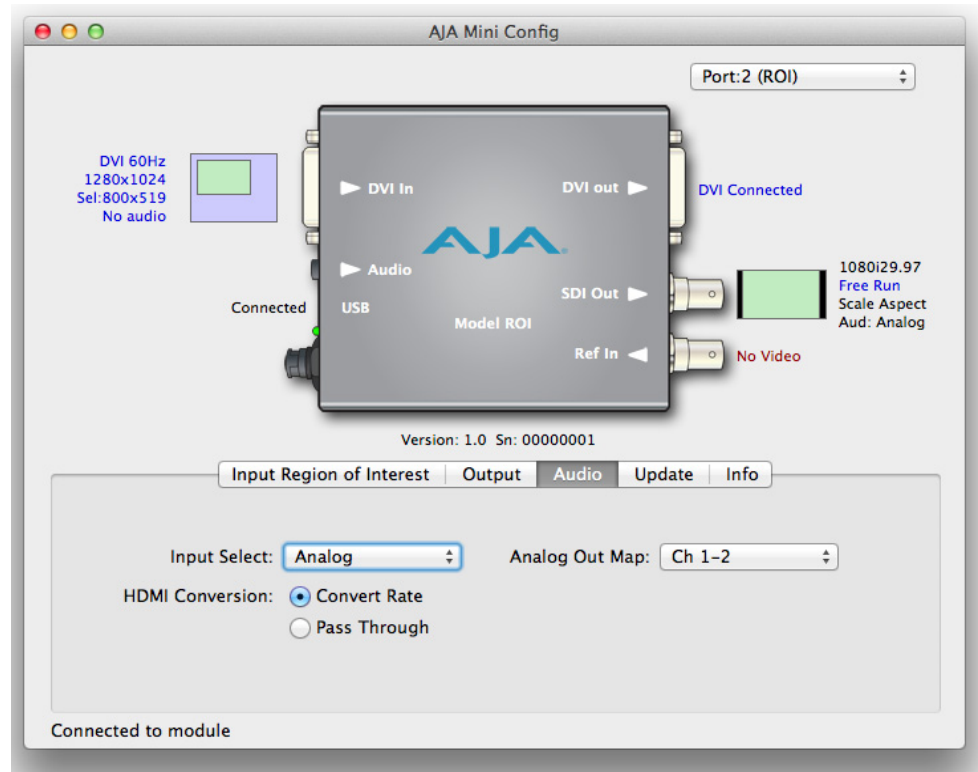 AJA Mini Config
Port:2 (ROI)
DVI 60Hz
1280x1024
Sel:800x519
No audio
DVI In
DVI out
DVI Connected
AJA
Audio
Connected
USB
SDI Out
Model ROI
Ref In
1080i29.97
Free Run
Scale Aspect
Aud: Analog
No Video
Version: 1.0 Sn: 00000001
Input Region of Interest
Output
Audio
Update
Info
Input Select: Analog
Analog Out Map: Ch 1-2
HDMI Conversion: Convert Rate
Pass Through
Connected to module